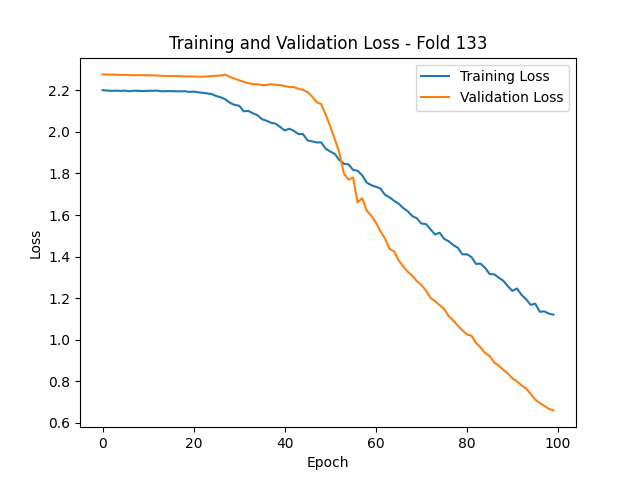 Training and Validation Loss - Fold 133
Training Loss
Validation Loss
2.2
2.0
1.8
1.6
1.4
1.2
1.0
0.8
0.6
Loss
0 20 40 60 80 100
Epoch